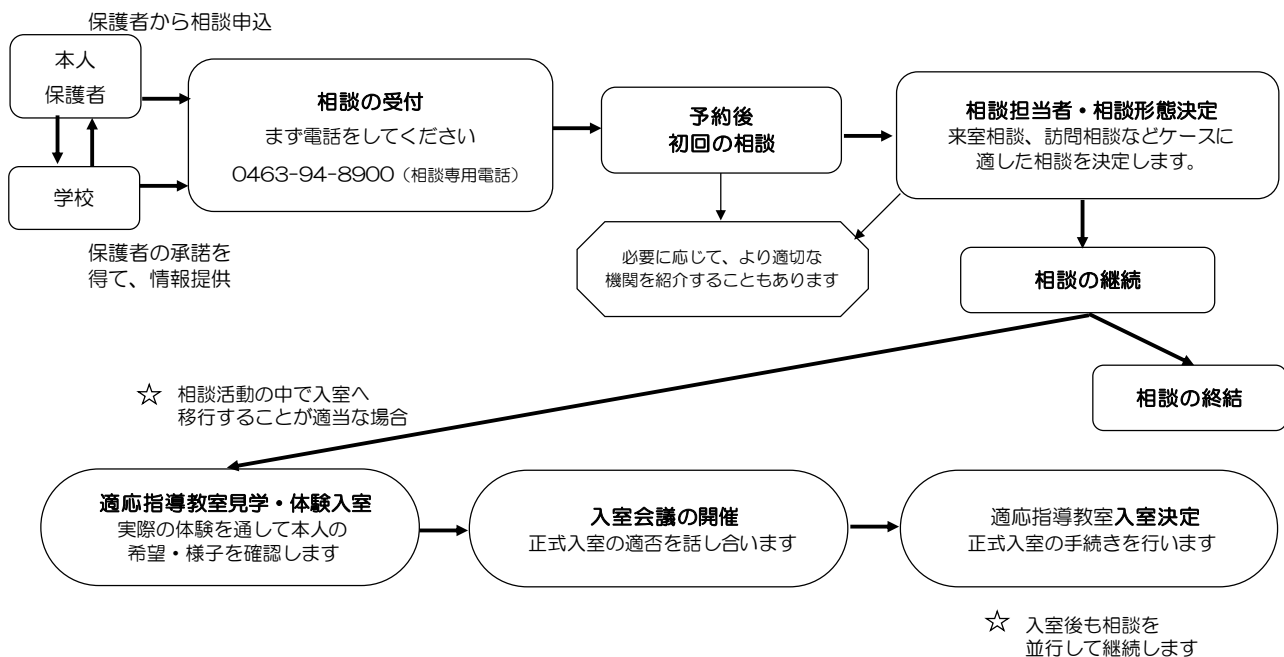 保護者から相談申込
本人
保護者
学校
保護者の承諾を
得て、情報提供
相談の受付
まず電話をしてください
0463-94-8900（相談専用電話）
予約後
初回の相談
相談担当者・相談形態決定
来室相談、訪問相談などケースに
適した相談を決定します。
必要に応じて、より適切な
機関を紹介することもあります
相談の継続
相談の終結
☆ 相談活動の中で入室へ
移行することが適当な場合
適応指導教室見学・体験入室
実際の体験を通して本人の
希望・様子を確認します
入室会議の開催
正式入室の適否を話し合います
適応指導教室入室決定
正式入室の手続きを行います
☆ 入室後も相談を
並行して継続します